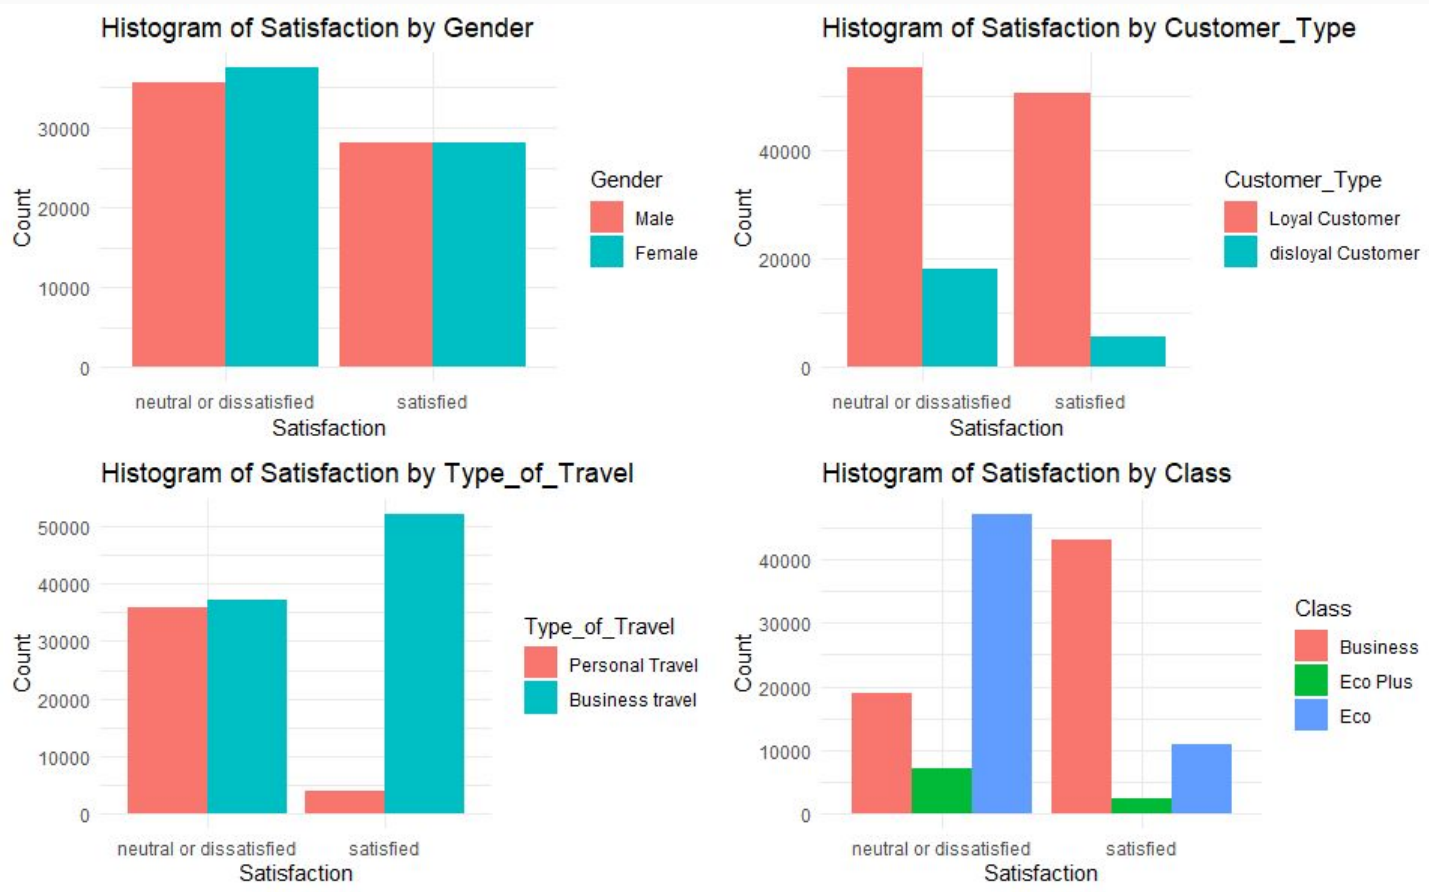 Histogram of Satisfaction by Gender
30000
20000
10000
0
Count
neutral or dissatisfied
satisfied
Satisfaction
Gender
Male
Female
Histogram of Satisfaction by Customer_Type
40000
20000
0
Count
neutral or dissatisfied
satisfied
Satisfaction
Customer_Type
Loyal Customer
disloyal Customer
Histogram of Satisfaction by Type_of_Travel
50000
40000
30000
20000
10000
0
Count
neutral or dissatisfied
satisfied
Satisfaction
Type_of_Travel
Personal Travel
Business travel
Histogram of Satisfaction by Class
40000
30000
20000
10000
0
Count
neutral or dissatisfied
satisfied
Satisfaction
Class
Business
Eco Plus
Eco